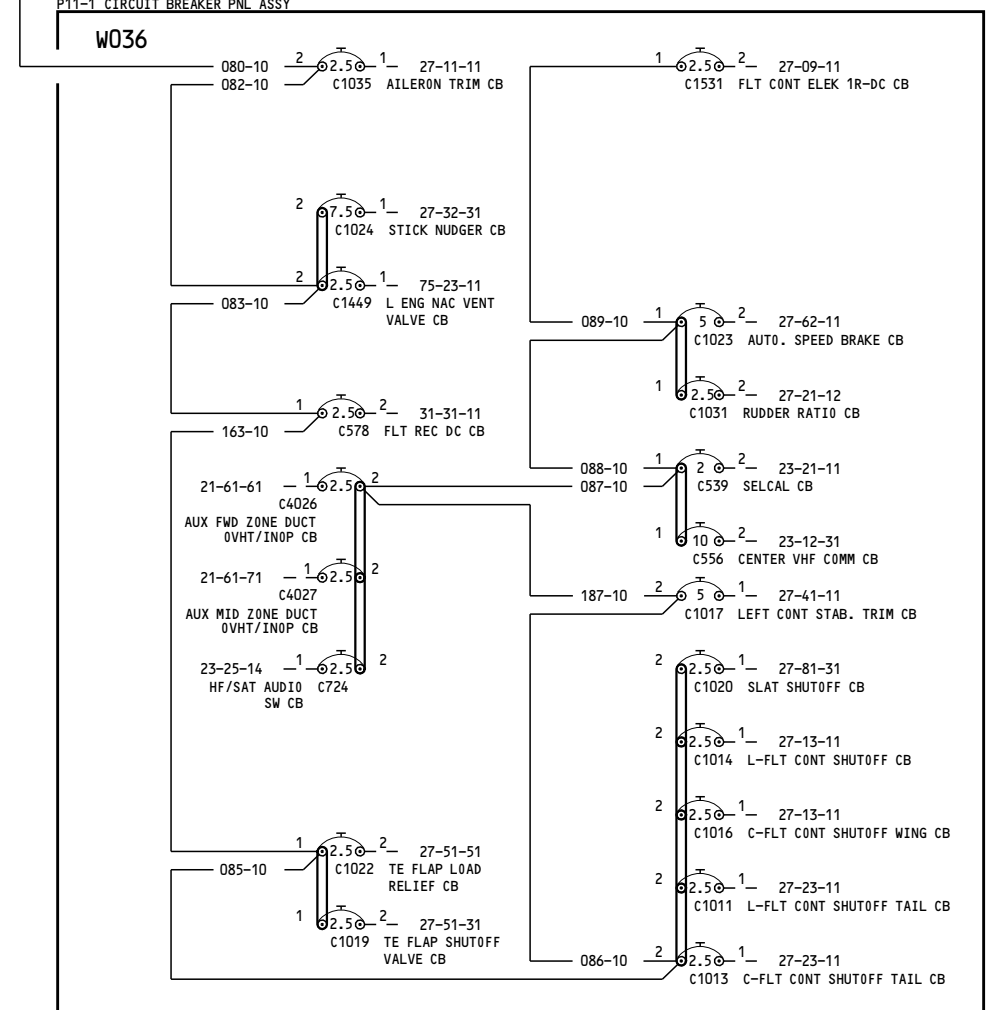 P11-1 CIRCUIT BREAKER PNL ASSY
W036
080-10 2 2.5 1 27-11-11
082-10 C1035 AILERON TRIM CB
2 7.5 1 27-32-31
C1024 STICK NUDGER CB
2 2.5 1 75-23-11
083-10 C1449 L ENG NAC VENT
VALVE CB
1 2.5 2 31-31-11
163-10 C578 FLT REC DC CB
21-61-61 1 2.5 2
C4026
AUX FWD ZONE DUCT
OVHT/INOP CB
21-61-71 1 2.5 2
C4027
AUX MID ZONE DUCT
OVHT/INOP CB
23-25-14 1 2.5 2
HF/SAT AUDIO C724
SW CB
1 2.5 2 27-51-51
085-10 C1022 TE FLAP LOAD
RELIEF CB
1 2.5 2 27-51-31
C1019 TE FLAP SHUTOFF
VALVE CB
1 2.5 2 27-09-11
C1531 FLT CONT ELEK 1R-DC CB
089-10 1 5 2 27-62-11
C1023 AUTO. SPEED BRAKE CB
1 2.5 2 27-21-12
C1031 RUDDER RATIO CB
088-10 1 2 2 23-21-11
087-10 C539 SELCAL CB
1 10 2 23-12-31
C556 CENTER VHF COMM CB
187-10 2 5 1 27-41-11
C1017 LEFT CONT STAB. TRIM CB
2 2.5 1 27-81-31
C1020 SLAT SHUTOFF CB
2 2.5 1 27-13-11
C1014 L-FLT CONT SHUTOFF CB
2 2.5 1 27-13-11
C1016 C-FLT CONT SHUTOFF WING CB
2 2.5 1 27-23-11
C1011 L-FLT CONT SHUTOFF TAIL CB
086-10 2 2.5 1 27-23-11
C1013 C-FLT CONT SHUTOFF TAIL CB